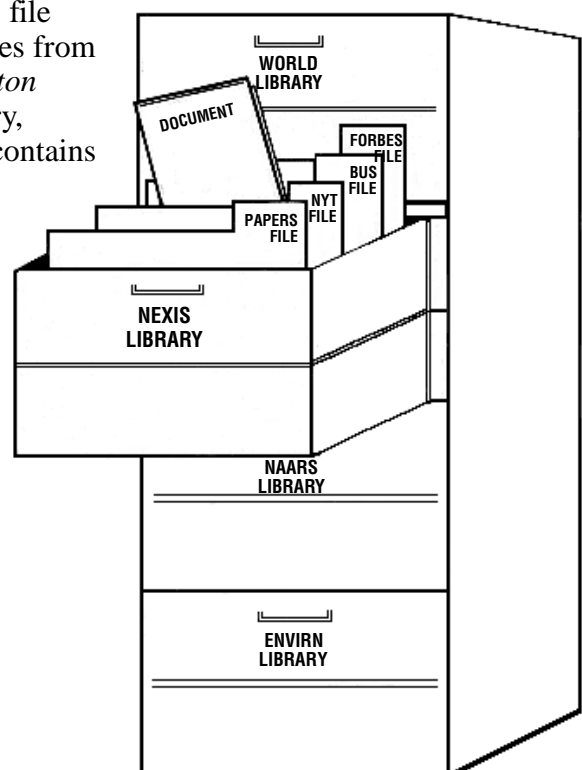 file
es from
ton
ry,
contains
WORLD
LIBRARY
DOCUMENT
FORBES
FILE
BUS
FILE
NYT
FILE
PAPERS
FILE
NEXIS
LIBRARY
NAARS
LIBRARY
ENVIRN
LIBRARY